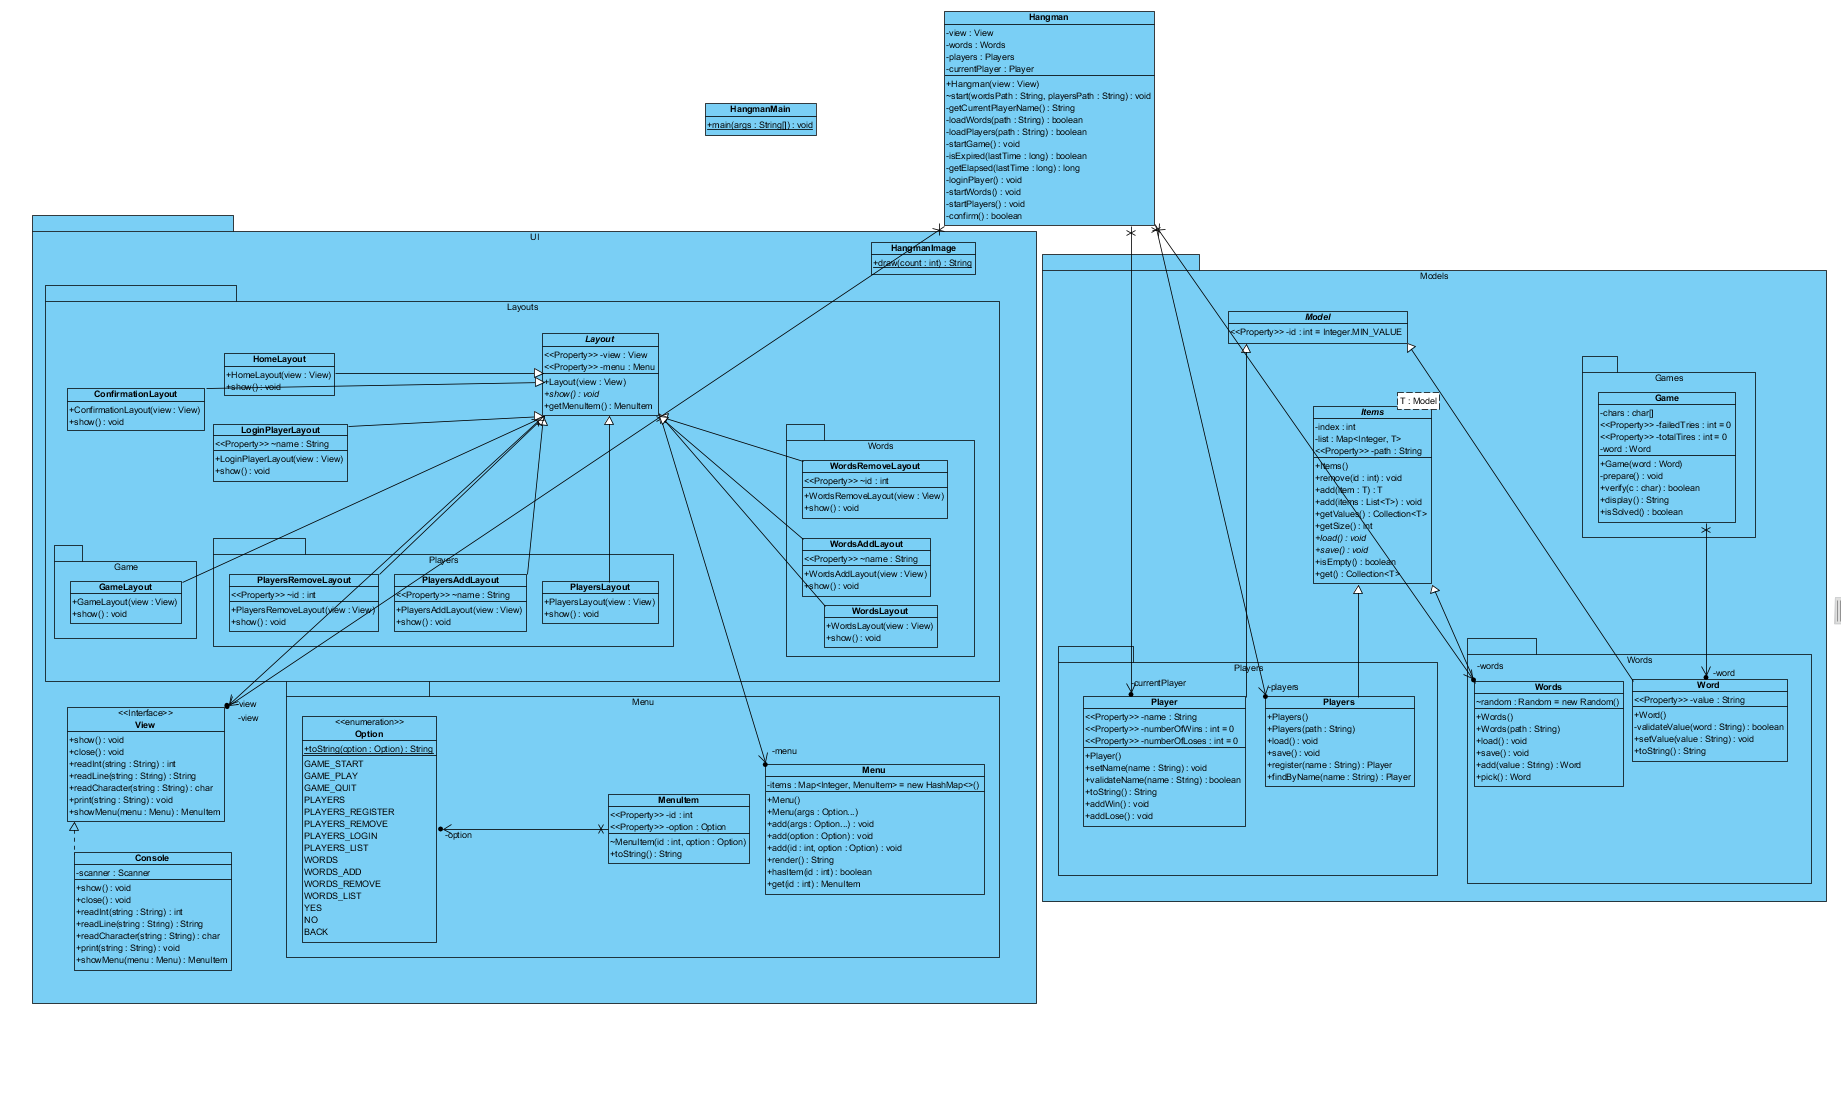 Hangman
-view : View
-words : Words
-players : Players
-currentPlayer : Player
+Hangman(view : View)
~start(wordsPath : String, playersPath : String) : void
-getCurrentPlayerName() : String
-loadWords(path : String) : boolean
-loadPlayers(path : String) : boolean
-startGame() : void
-isExpired(lastTime : long) : boolean
-getElapsed(lastTime : long) : long
-loginPlayer() : void
-startWords() : void
-startPlayers() : void
-confirm() : boolean
HangmanMain
+main(args : String[]) : void
UI
HangmanImage
+draw(count : int) : String
Layouts
Layout
<<Property>> -view : View
<<Property>> -menu : Menu
+Layout(view : View)
+show() : void
+getMenuItem() : MenuItem
HomeLayout
+HomeLayout(view : View)
+show() : void
ConfirmationLayout
+ConfirmationLayout(view : View)
+show() : void
LoginPlayerLayout
<<Property>> ~name : String
+LoginPlayerLayout(view : View)
+show() : void
Words
WordsRemoveLayout
<<Property>> ~id : int
+WordsRemoveLayout(view : View)
+show() : void
WordsAddLayout
<<Property>> ~name : String
+WordsAddLayout(view : View)
+show() : void
WordsLayout
+WordsLayout(view : View)
+show() : void
Game
GameLayout
+GameLayout(view : View)
+show() : void
Players
PlayersRemoveLayout
<<Property>> ~id : int
+PlayersRemoveLayout(view : View)
+show() : void
PlayersAddLayout
<<Property>> ~name : String
+PlayersAddLayout(view : View)
+show() : void
PlayersLayout
+PlayersLayout(view : View)
+show() : void
-view
-view
<<Interface>>
View
+show() : void
+close() : void
+readInt(string : String) : int
+readLine(string : String) : String
+readCharacter(string : String) : char
+print(string : String) : void
+showMenu(menu : Menu) : MenuItem
Console
-scanner : Scanner
+show() : void
+close() : void
+readInt(string : String) : int
+readLine(string : String) : String
+readCharacter(string : String) : char
+print(string : String) : void
+showMenu(menu : Menu) : MenuItem
Menu
<<enumeration>>
Option
+toString(option : Option) : String
GAME_START
GAME_PLAY
GAME_QUIT
PLAYERS
PLAYERS_REGISTER
PLAYERS_REMOVE
PLAYERS_LOGIN
PLAYERS_LIST
WORDS
WORDS_ADD
WORDS_REMOVE
WORDS_LIST
YES
NO
BACK
-option
MenuItem
<<Property>> -id : int
<<Property>> -option : Option
~MenuItem(id : int, option : Option)
+toString() : String
-menu
Menu
-items : Map<Integer, MenuItem> = new HashMap<>()
+Menu()
+Menu(args : Option...)
+add(args : Option...) : void
+add(option : Option) : void
+add(id : int, option : Option) : void
+render() : String
+hasItem(id : int) : boolean
+get(id : int) : MenuItem
Models
Model
<<Property>> -id : int = Integer.MIN_VALUE
T : Model
Items
-index : int
-list : Map<Integer, T>
<<Property>> -path : String
+Items()
+remove(id : int) : void
+add(item : T) : T
+add(items : List<T>) : void
+getValues() : Collection<T>
+getSize() : int
+load() : void
+save() : void
+isEmpty() : boolean
+get() : Collection<T>
Games
Game
-chars : char[]
<<Property>> -failedTries : int = 0
<<Property>> -totalTires : int = 0
-word : Word
+Game(word : Word)
-prepare() : void
+verify(c : char) : boolean
+display() : String
+isSolved() : boolean
Players
-currentPlayer
Player
<<Property>> -name : String
<<Property>> -numberOfWins : int = 0
<<Property>> -numberOfLoses : int = 0
+Player()
+setName(name : String) : void
+validateName(name : String) : boolean
+toString() : String
+addWin() : void
+addLose() : void
-players
Players
+Players()
+Players(path : String)
+load() : void
+save() : void
+register(name : String) : Player
+findByName(name : String) : Player
Words
-words
Words
~random : Random = new Random()
+Words()
+Words(path : String)
+load() : void
+save() : void
+add(value : String) : Word
+pick() : Word
-word
Word
<<Property>> -value : String
+Word()
-validateValue(word : String) : boolean
+setValue(value : String) : void
+toString() : String